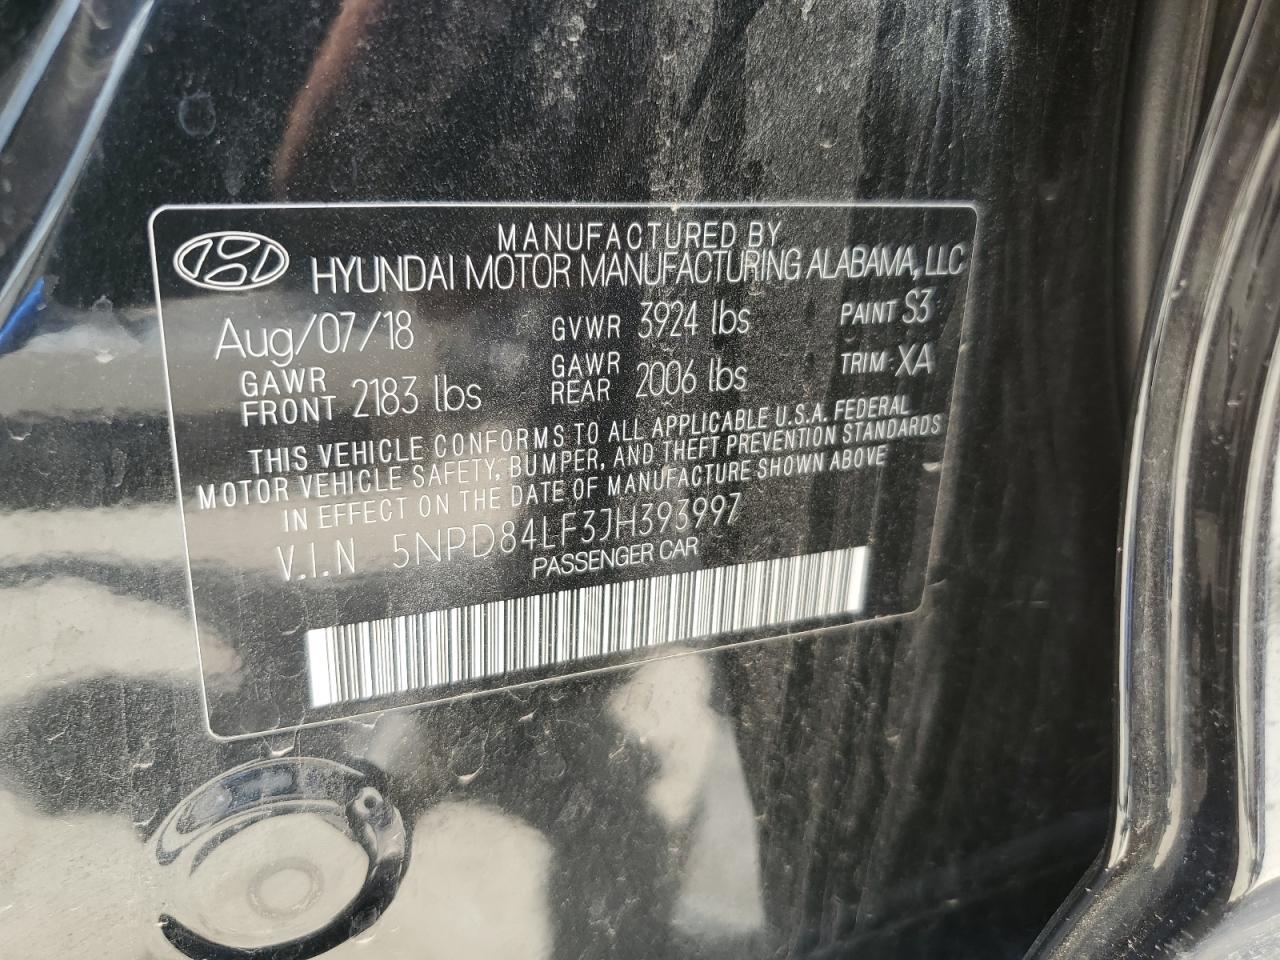 MANUFACTURED BY
HYUNDAI MOTOR MANUFACTURING ALABAMA, LLC
Aug/07/18 GVWR 3924 lbs PAINT S3
GAWR FRONT 2183 lbs GAWR REAR 2006 lbs TRIM XA
THIS VEHICLE CONFORMS TO ALL APPLICABLE U.S.A. FEDERAL
MOTOR VEHICLE SAFETY, BUMPER, AND THEFT PREVENTION STANDARDS
IN EFFECT ON THE DATE OF MANUFACTURE SHOWN ABOVE
V.I.N 5NPD84LF3JH393997
PASSENGER CAR